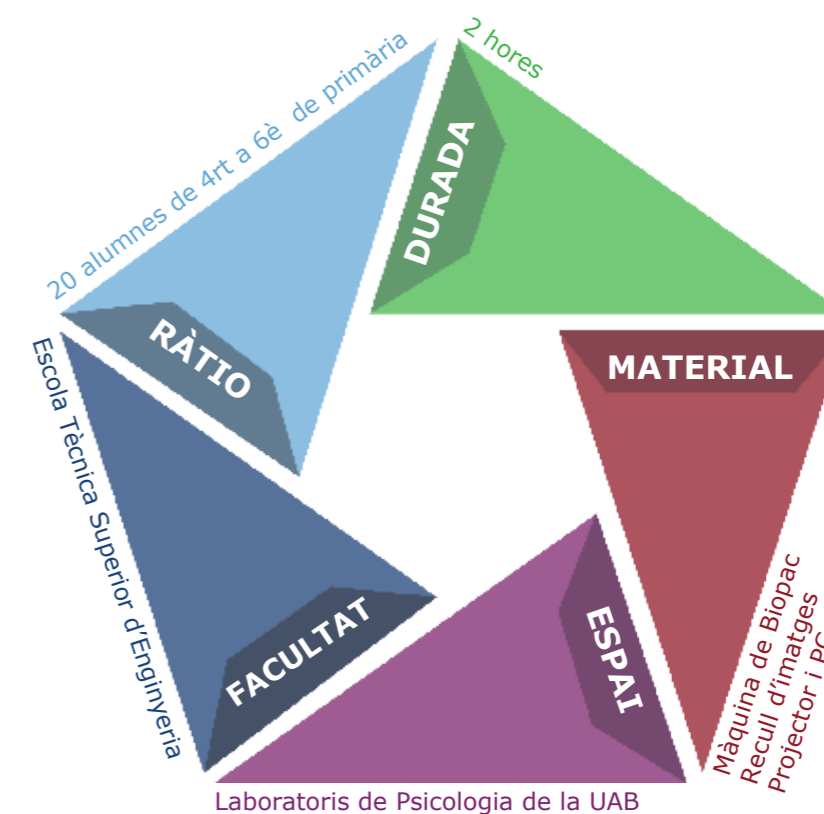 2 hores
DURADA
20 alumnes de 4rt a 6è de primària
RÀTIO
MATERIAL
Màquina de Biopac
Recull d'imatges
Projector i PC
Escola Tècnica Superior d'Enginyeria
FACULTAT
ESPAI
Laboratoris de Psicologia de la UAB